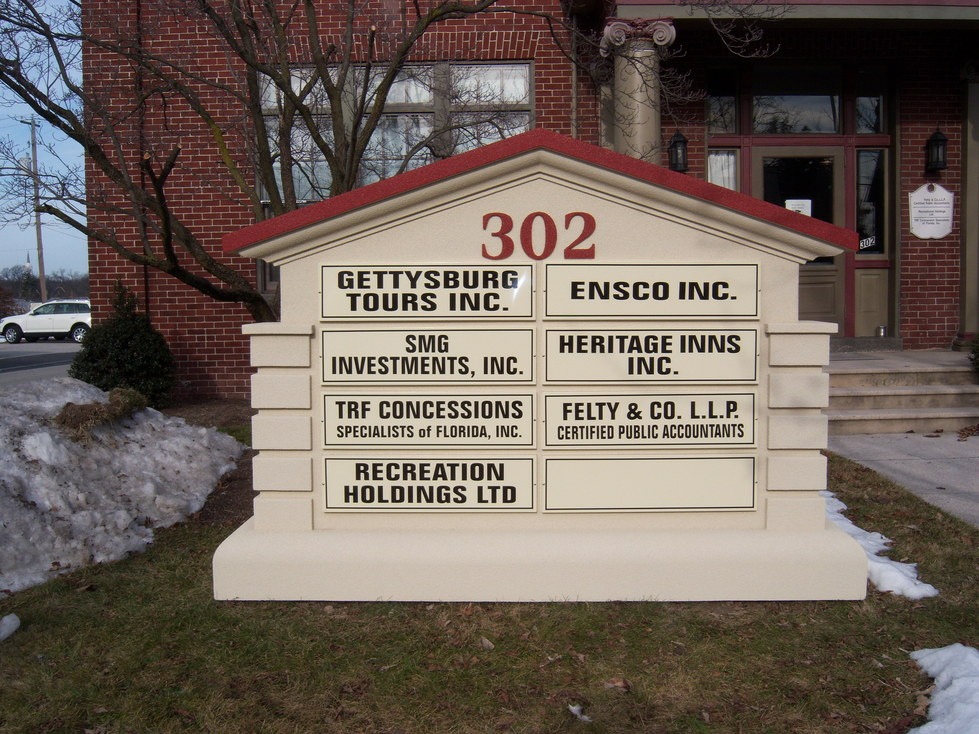 302
GETTYSBURG
TOURS INC.
ENSCO INC.
SMG
INVESTMENTS, INC.
HERITAGE INNS
INC.
TRF CONCESSIONS
SPECIALISTS of FLORIDA, INC.
FELTY & CO. L.L.P.
CERTIFIED PUBLIC ACCOUNTANTS
RECREATION
HOLDINGS LTD
302